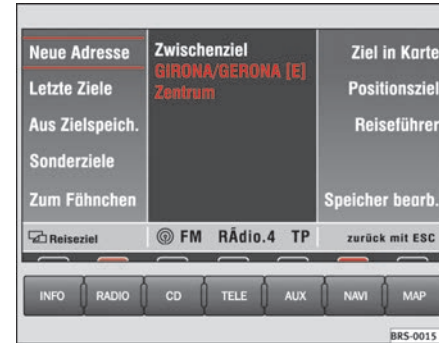 Neue Adresse
Letzte Ziele
Aus Zielspeich.
Sonderziele
Zum Fähnchen
Zwischenziel
GIRONA/GERONA [E]
Zentrum
Ziel in Karte
Positionsziel
Reiseführer
Speicher bearb.
Reiseziel
FM RÃdio.4 TP
zurück mit ESC
INFO RADIO CD TELE AUX NAVI MAP
BRS-0015